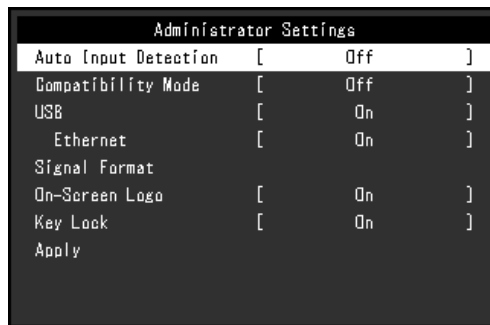 Administrator Settings
Auto Input Detection [ Off ]
Compatibility Mode [ Off ]
USB [ On ]
Ethernet [ On ]
Signal Format
On-Screen Logo [ On ]
Key Lock [ On ]
Apply